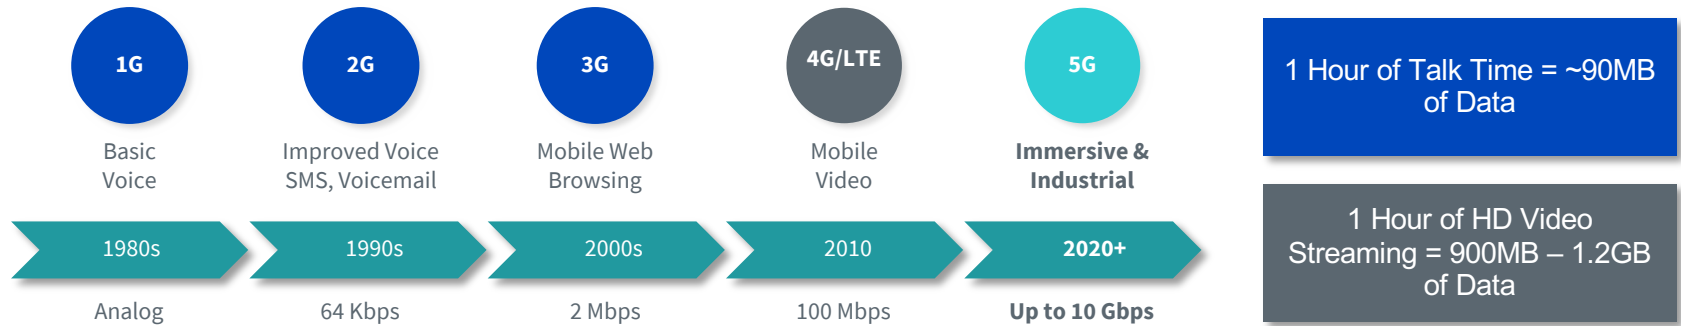 1G
2G
3G
4G/LTE
5G
Basic
Voice
Improved Voice
SMS, Voicemail
Mobile Web
Browsing
Mobile
Video
Immersive &
Industrial
1980s
1990s
2000s
2010
2020+
Analog
64 Kbps
2 Mbps
100 Mbps
Up to 10 Gbps
1 Hour of Talk Time = ~90MB
of Data
1 Hour of HD Video
Streaming = 900MB – 1.2GB
of Data